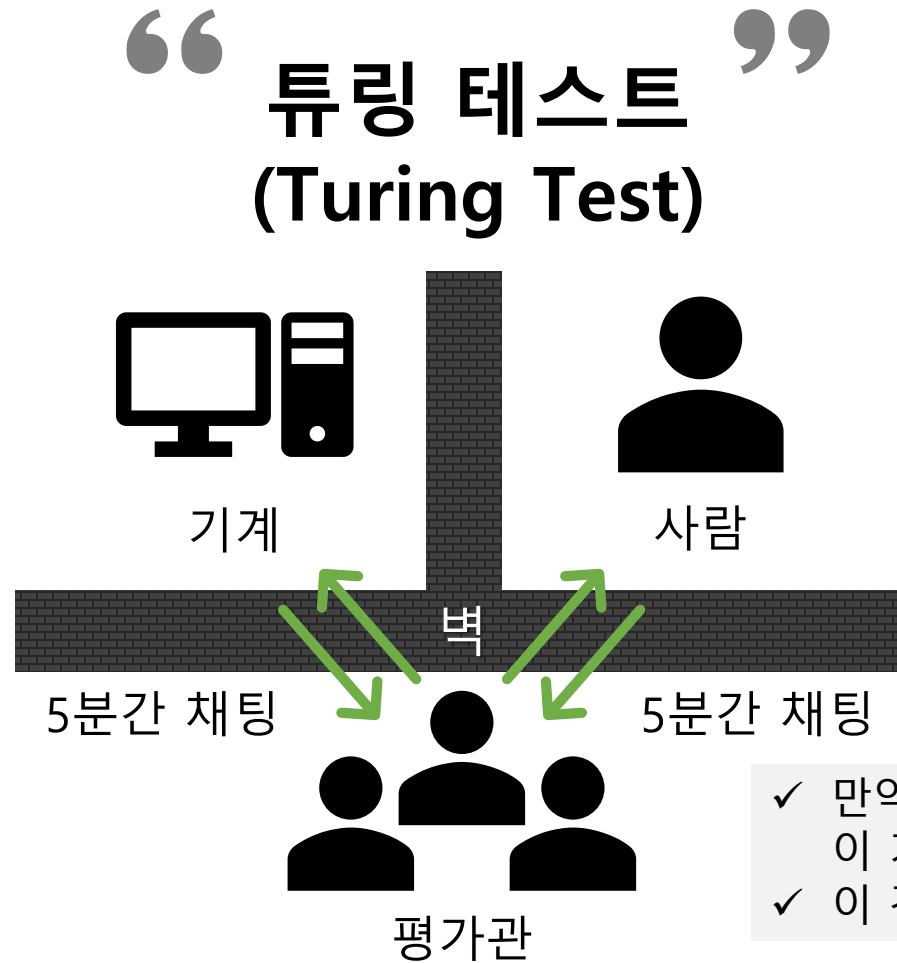 “ ”
튜링 테스트
(Turing Test)
기계
사람
벽
5분간 채팅
5분간 채팅
✓ 
이
✓ 이
평가관